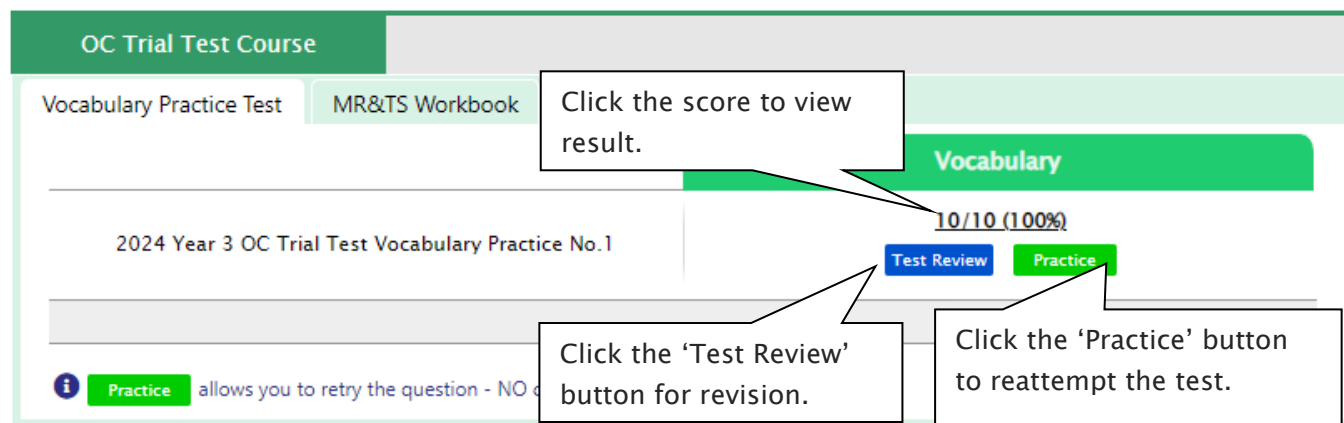 OC Trial Test Course
Vocabulary Practice Test
MR&TS Workbook
Click the score to view
result.
Vocabulary
2024 Year 3 OC Trial Test Vocabulary Practice No.1
10/10 (100%)
Test Review
Practice
Click the ‘Test Review’
button for revision.
Click the ‘Practice’ button
to reattempt the test.
Practice allows you to retry the question - NO